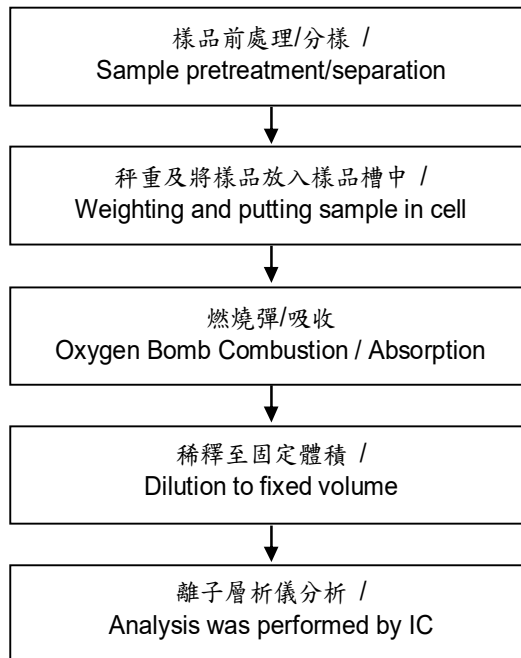 樣品前處理/分樣 /
Sample pretreatment/separation
秤重及將樣品放入樣品槽中 /
Weighting and putting sample in cell
燃燒彈/吸收
Oxygen Bomb Combustion / Absorption
稀釋至固定體積 /
Dilution to fixed volume
離子層析儀分析 /
Analysis was performed by IC